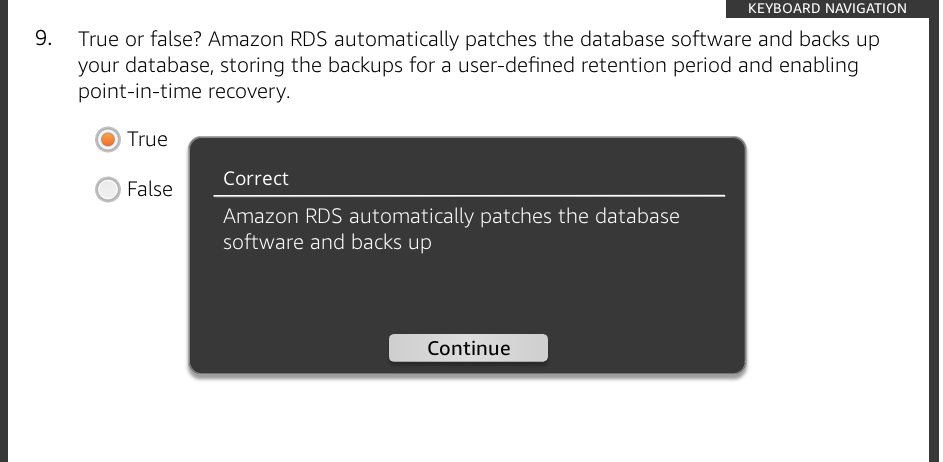 KEYBOARD NAVIGATION
9. True or false? Amazon RDS automatically patches the database software and backs up
your database, storing the backups for a user-defined retention period and enabling
point-in-time recovery.
True
False
Correct
Amazon RDS automatically patches the database
software and backs up
Continue